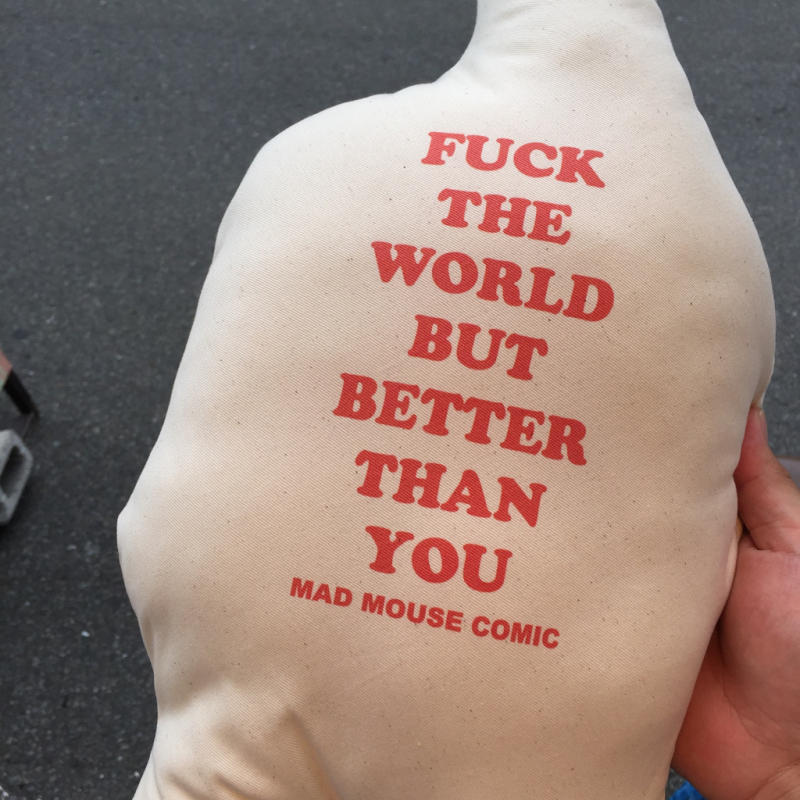 FUCK
THE
WORLD
BUT
BETTER
THAN
YOU
MAD MOUSE COMIC